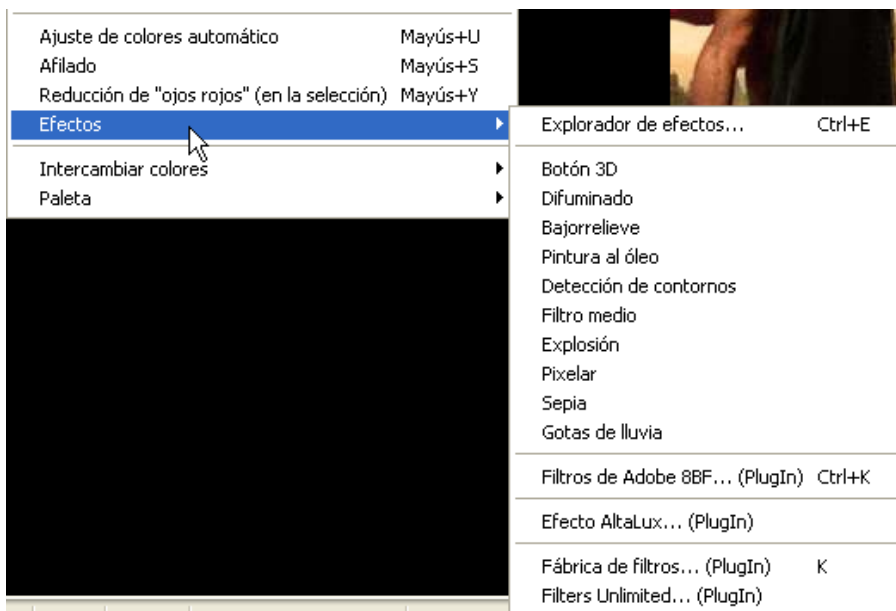 Ajuste de colores automático Mayús+U
Afilado Mayús+S
Reducción de "ojos rojos" (en la selección) Mayús+Y
Efectos
Intercambiar colores
Paleta
Explorador de efectos... Ctrl+E
Botón 3D
Difuminado
Bajorrelieve
Pintura al óleo
Detección de contornos
Filtro medio
Explosión
Pixelar
Sepia
Gotas de lluvia
Filtros de Adobe 8BF... (PlugIn) Ctrl+K
Efecto AltaLux... (PlugIn)
Fábrica de filtros... (PlugIn) K
Filters Unlimited... (PlugIn)